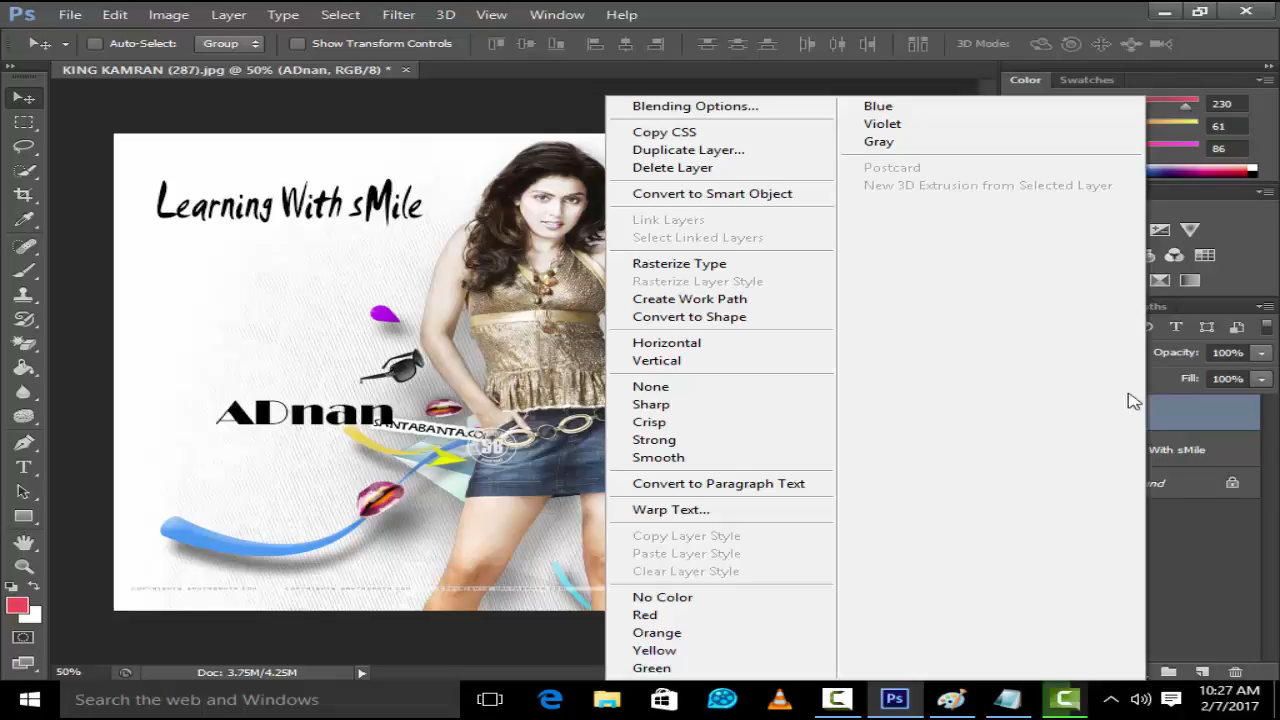 Ps File Edit Image Layer Type Select Filter 3D View Window Help
Auto-Select: Group Show Transform Controls 3D Mode:
KING KAMRAN (287).jpg @ 50% (ADnan, RGB/8) * ×
Color Swatches
230
61
86
Learning With sMile
ADnan
SANTABANTA.CO
Blending Options...
Copy CSS
Duplicate Layer...
Delete Layer
Convert to Smart Object
Link Layers
Select Linked Layers
Rasterize Type
Rasterize Layer Style
Create Work Path
Convert to Shape
Horizontal
Vertical
None
Sharp
Crisp
Strong
Smooth
Convert to Paragraph Text
Warp Text...
Copy Layer Style
Paste Layer Style
Clear Layer Style
No Color
Red
Orange
Yellow
Green
Blue
Violet
Gray
Postcard
New 3D Extrusion from Selected Layer
ths
Opacity: 100%
Fill: 100%
With sMile
nd
50% Doc: 3.75M/4.25M
Search the web and Windows
10:27 AM
2/7/2017